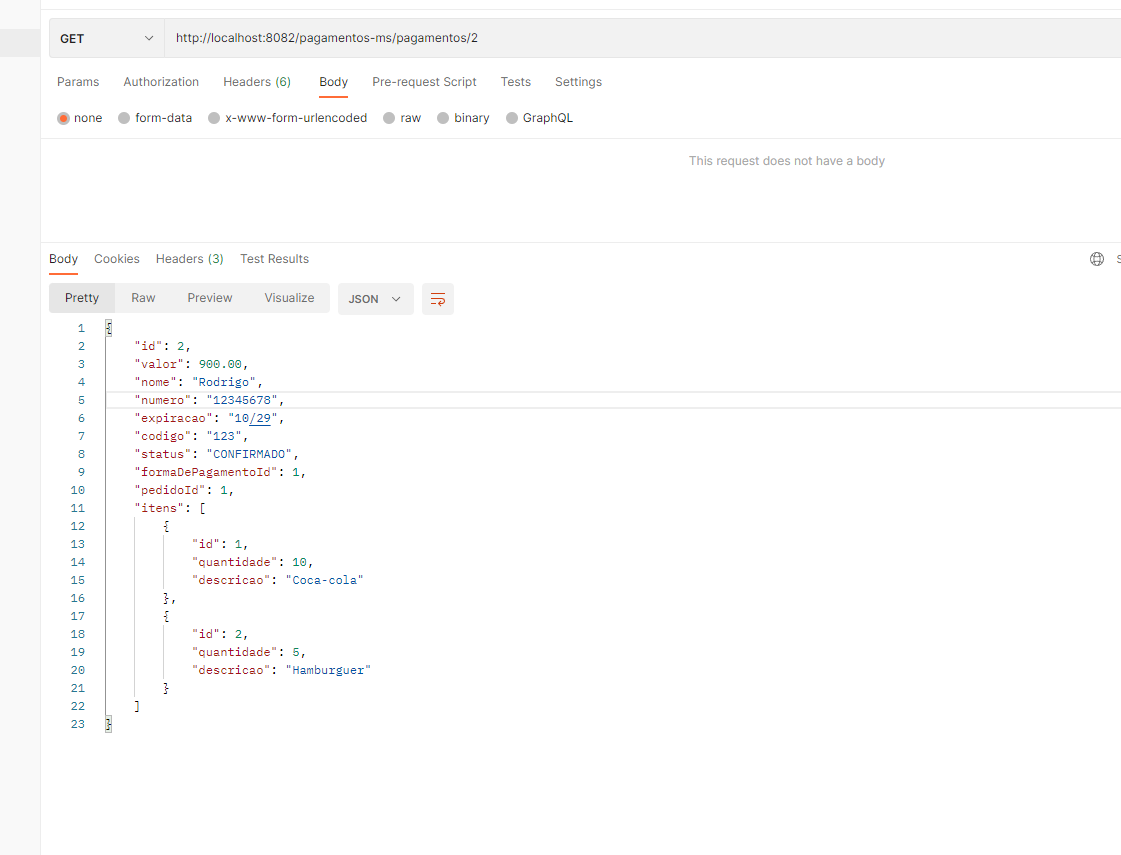 GET http://localhost:8082/pagamentos-ms/pagamentos/2
Params Authorization Headers (6) Body Pre-request Script Tests Settings
none form-data x-www-form-urlencoded raw binary GraphQL
This request does not have a body
Body Cookies Headers (3) Test Results
Pretty Raw Preview Visualize JSON
1 {
2 "id": 2,
3 "valor": 900.00,
4 "nome": "Rodrigo",
5 "numero": "12345678",
6 "expiracao": "10/29",
7 "codigo": "123",
8 "status": "CONFIRMADO",
9 "formaDePagamentoId": 1,
10 "pedidoId": 1,
11 "itens": [
12 {
13 "id": 1,
14 "quantidade": 10,
15 "descricao": "Coca-cola"
16 },
17 {
18 "id": 2,
19 "quantidade": 5,
20 "descricao": "Hamburguer"
21 }
22 ]
23 }